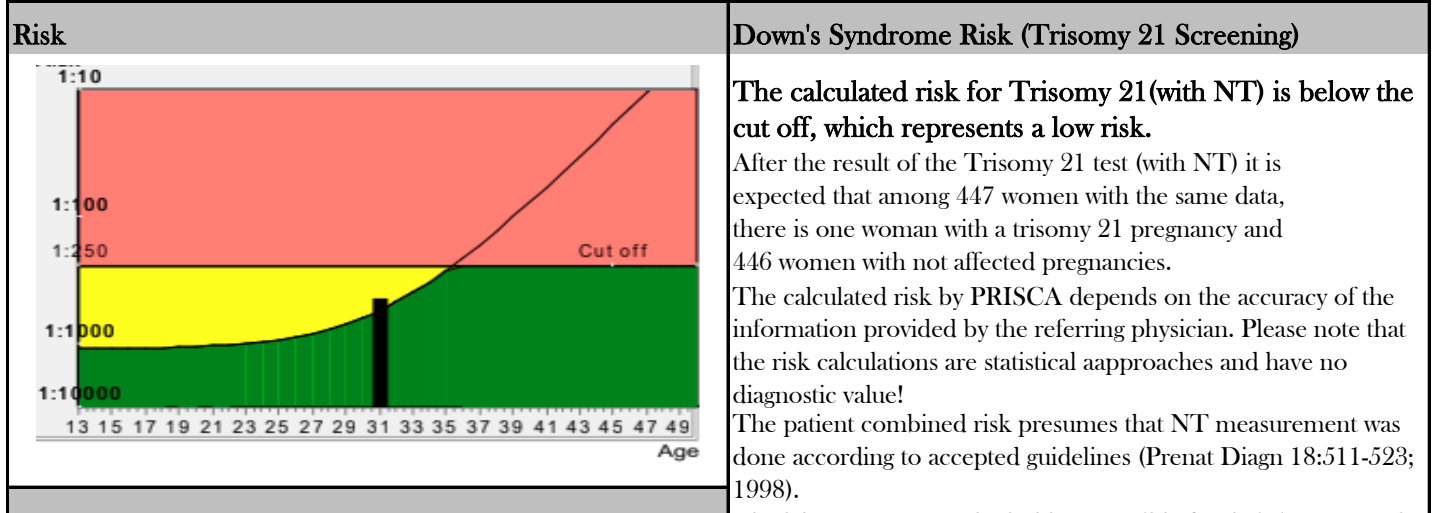 Risk
1:10
1:100
1:250
Cut off
1:1000
1:10000
13 15 17 19 21 23 25 27 29 31 33 35 37 39 41 43 45 47 49
Age
Down's Syndrome Risk (Trisomy 21 Screening)
The calculated risk for Trisomy 21(with NT) is below the
cut off, which represents a low risk.
After the result of the Trisomy 21 test (with NT) it is
expected that among 447 women with the same data,
there is one woman with a trisomy 21 pregnancy and
446 women with not affected pregnancies.
The calculated risk by PRISCA depends on the accuracy of the
information provided by the referring physician. Please note that
the risk calculations are statistical aapproaches and have no
diagnostic value!
The patient combined risk presumes that NT measurement was
done according to accepted guidelines (Prenat Diagn 18:511-523;
1998).